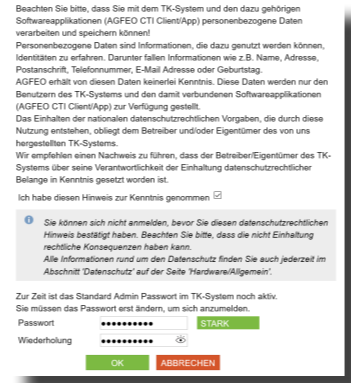 Beachten Sie bitte, dass Sie mit dem TK-System und den dazu gehörigen
Softwareapplikationen (AGFEO CTI Client/App) personenbezogene Daten
verarbeiten und speichern können!
Personenbezogene Daten sind Informationen, die dazu genutzt werden können,
Identitäten zu erfahren. Darunter fallen Informationen wie z.B. Name, Adresse,
Postanschrift, Telefonnummer, E-Mail Adresse oder Geburtstag.
AGFEO erhält von diesen Daten keinerlei Kenntnis. Diese Daten werden nur den
Benutzern des TK-Systems und den damit verbundenen Softwareapplikationen
(AGFEO CTI Client/App) zur Verfügung gestellt.
Das Einhalten der nationalen datenschutzrechtlichen Vorgaben, die durch diese
Nutzung entstehen, obliegt dem Betreiber und/oder Eigentümer des von uns
hergestellten TK-Systems.
Wir empfehlen einen Nachweis zu führen, dass der Betreiber/Eigentümer des TK-
Systems über seine Verantwortlichkeit der Einhaltung datenschutzrechtlicher
Belange in Kenntnis gesetzt worden ist.
Ich habe diesen Hinweis zur Kenntnis genommen
Sie können sich nicht anmelden, bevor Sie diesen datenschutzrechtlichen
Hinweis bestätigt haben. Beachten Sie bitte, dass die nicht Einhaltung
rechtliche Konsequenzen haben kann.
Alle Informationen rund um den Datenschutz finden Sie auch jederzeit im
Abschnitt 'Datenschutz' auf der Seite 'Hardware/Allgemein'.
Zur Zeit ist das Standard Admin Passwort im TK-System noch aktiv.
Sie müssen das Passwort erst ändern, um sich anzumelden.
Passwort •••••••••• STARK
Wiederholung ••••••••••
OK ABBRECHEN